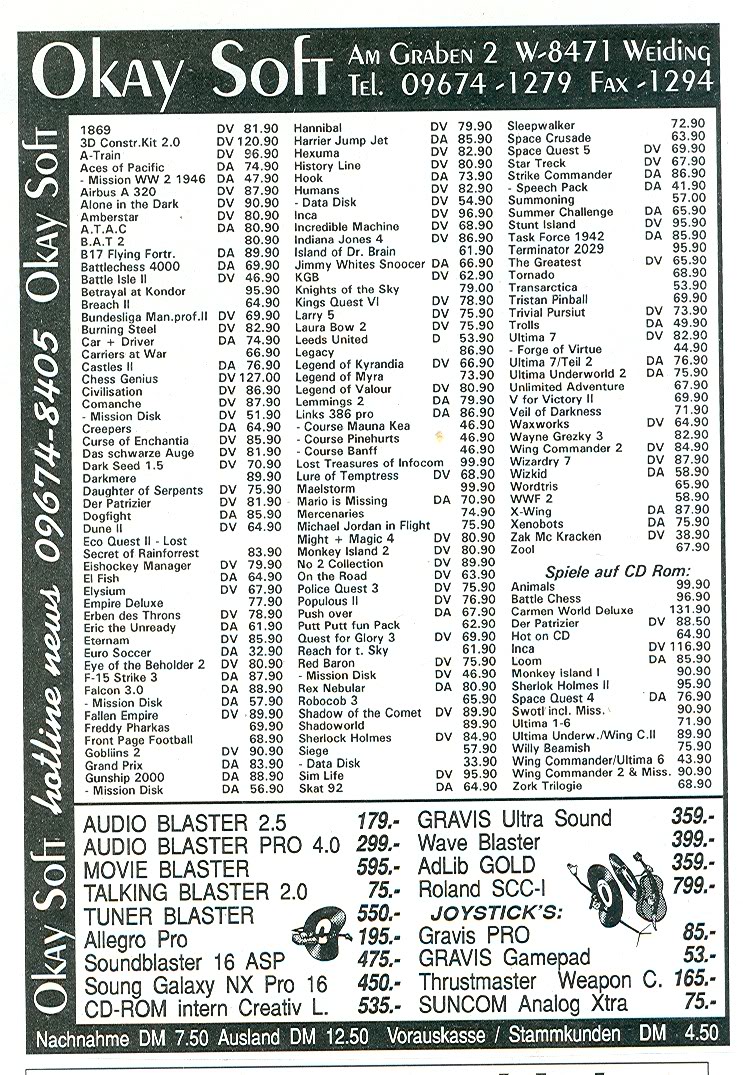 OKAY SOFT
AM GRABEN 2 W-8471 WEIDING
TEL. 09674-1279 FAX -1294
OKAY SOFT hotline news 09674-8405 OKAY SOFT
1869 DV 81.90
3D Constr.Kit 2.0 DV 120.90
A-Train DV 96.90
Aces of Pacific DA 74.90
- Mission WW 2 1946 DA 47.90
Airbus A 320 DV 87.90
Alone in the Dark DV 90.90
Amberstar DV 80.90
A.T.A.C DA 80.90
B.A.T 2 80.90
B17 Flying Fortr. DA 89.90
Battlechess 4000 DA 69.90
Battle Isle II DV 46.90
Betrayal at Kondor 95.90
Breach II 64.90
Bundesliga Man.prof.II DV 69.90
Burning Steel DV 82.90
Car + Driver DA 74.90
Carriers at War 66.90
Castles II DA 76.90
Chess Genius DV 127.00
Civilisation DV 86.90
Comanche DV 87.90
- Mission Disk DV 51.90
Creepers DA 64.90
Curse of Enchantia DV 85.90
Das schwarze Auge DV 81.90
Dark Seed 1.5 DV 70.90
Darkmere 89.90
Daughter of Serpents DV 75.90
Der Patrizier DV 81.90
Dogfight DA 85.90
Dune II DV 64.90
Eco Quest II - Lost
Secret of Rainforrest 83.90
Eishockey Manager DV 79.90
El Fish DA 64.90
Elysium DV 67.90
Empire Deluxe 77.90
Erben des Throns DV 78.90
Eric the Unready DA 61.90
Eternam DV 85.90
Euro Soccer DA 32.90
Eye of the Beholder 2 DV 80.90
F-15 Strike 3 DA 87.90
Falcon 3.0 DA 88.90
- Mission Disk DA 57.90
Fallen Empire DV 89.90
Freddy Pharkas 69.90
Front Page Football 68.90
Gobliins 2 DV 90.90
Grand Prix DA 83.90
Gunship 2000 DA 88.90
- Mission Disk DA 56.90
Hannibal DV 79.90
Harrier Jump Jet DA 85.90
Hexuma DV 82.90
History Line DV 80.90
Hook DA 73.90
Humans DV 82.90
- Data Disk DV 54.90
Inca DV 96.90
Incredible Machine DV 68.90
Indiana Jones 4 DV 86.90
Island of Dr. Brain 61.90
Jimmy Whites Snoocer DA 66.90
KGB DV 62.90
Knights of the Sky 79.00
Kings Quest VI DV 78.90
Larry 5 DV 75.90
Laura Bow 2 DV 75.90
Leeds United D 53.90
Legacy 86.90
Legend of Kyrandia DV 66.90
Legend of Myra 73.90
Legend of Valour DV 80.90
Lemmings 2 DA 79.90
Links 386 pro DA 86.90
- Course Mauna Kea 46.90
- Course Pinehurts 46.90
- Course Banff 46.90
Lost Treasures of Infocom 99.90
Lure of Temptress DV 68.90
Maelstorm 99.90
Mario is Missing DA 70.90
Mercenaries 74.90
Michael Jordan in Flight 75.90
Might + Magic 4 DV 80.90
Monkey Island 2 DV 80.90
No 2 Collection DV 89.90
On the Road DV 63.90
Police Quest 3 DV 75.90
Populous II DV 76.90
Push over DA 67.90
Putt Putt fun Pack 62.90
Quest for Glory 3 DV 69.90
Reach for t. Sky 61.90
Red Baron DV 75.90
- Mission Disk DV 46.90
Rex Nebular DA 80.90
Robocob 3 65.90
Shadow of the Comet DV 89.90
Shadoworld 89.90
Sherlock Holmes DV 84.90
Siege 57.90
- Data Disk 33.90
Sim Life DV 95.90
Skat 92 DA 64.90
Sleepwalker 72.90
Space Crusade 63.90
Space Quest 5 DV 69.90
Star Treck DV 67.90
Strike Commander DA 86.90
- Speech Pack DA 41.90
Summoning 57.00
Summer Challenge DA 65.90
Stunt Island DV 95.90
Task Force 1942 DA 85.90
Terminator 2029 95.90
The Greatest DV 65.90
Tornado 68.90
Transarctica 53.90
Tristan Pinball 69.90
Trivial Pursiut DV 73.90
Trolls DA 49.90
Ultima 7 DV 82.90
- Forge of Virtue 44.90
Ultima 7/Teil 2 DA 76.90
Ultima Underworld 2 DA 75.90
Unlimited Adventure 67.90
V for Victory II 69.90
Veil of Darkness 71.90
Waxworks DV 64.90
Wayne Grezky 3 82.90
Wing Commander 2 DV 84.90
Wizardry 7 DV 87.90
Wizkid DA 58.90
Wordtris 65.90
WWF 2 58.90
X-Wing DA 87.90
Xenobots DA 75.90
Zak Mc Kracken DV 38.90
Zool 67.90
Spiele auf CD Rom:
Animals 99.90
Battle Chess 96.90
Carmen World Deluxe 131.90
Der Patrizier DV 88.50
Hot on CD 64.90
Inca DV 116.90
Loom DA 85.90
Monkey island I 90.90
Sherlok Holmes II 95.90
Space Quest 4 DA 76.90
Swotl incl. Miss. 90.90
Ultima 1-6 71.90
Ultima Underw./Wing C.II 89.90
Willy Beamish 75.90
Wing Commander/Ultima 6 43.90
Wing Commander 2 & Miss. 90.90
Zork Trilogie 68.90
AUDIO BLASTER 2.5 179.-
AUDIO BLASTER PRO 4.0 299.-
MOVIE BLASTER 595.-
TALKING BLASTER 2.0 75.-
TUNER BLASTER 550.-
Allegro Pro 195.-
Soundblaster 16 ASP 475.-
Soung Galaxy NX Pro 16 450.-
CD-ROM intern Creativ L. 535.-
GRAVIS Ultra Sound 359.-
Wave Blaster 399.-
AdLib GOLD 359.-
Roland SCC-I 799.-
JOYSTICK'S:
Gravis PRO 85.-
GRAVIS Gamepad 53.-
Thrustmaster Weapon C. 165.-
SUNCOM Analog Xtra 75.-
Nachnahme DM 7.50 Ausland DM 12.50 Vorauskasse / Stammkunden DM 4.50